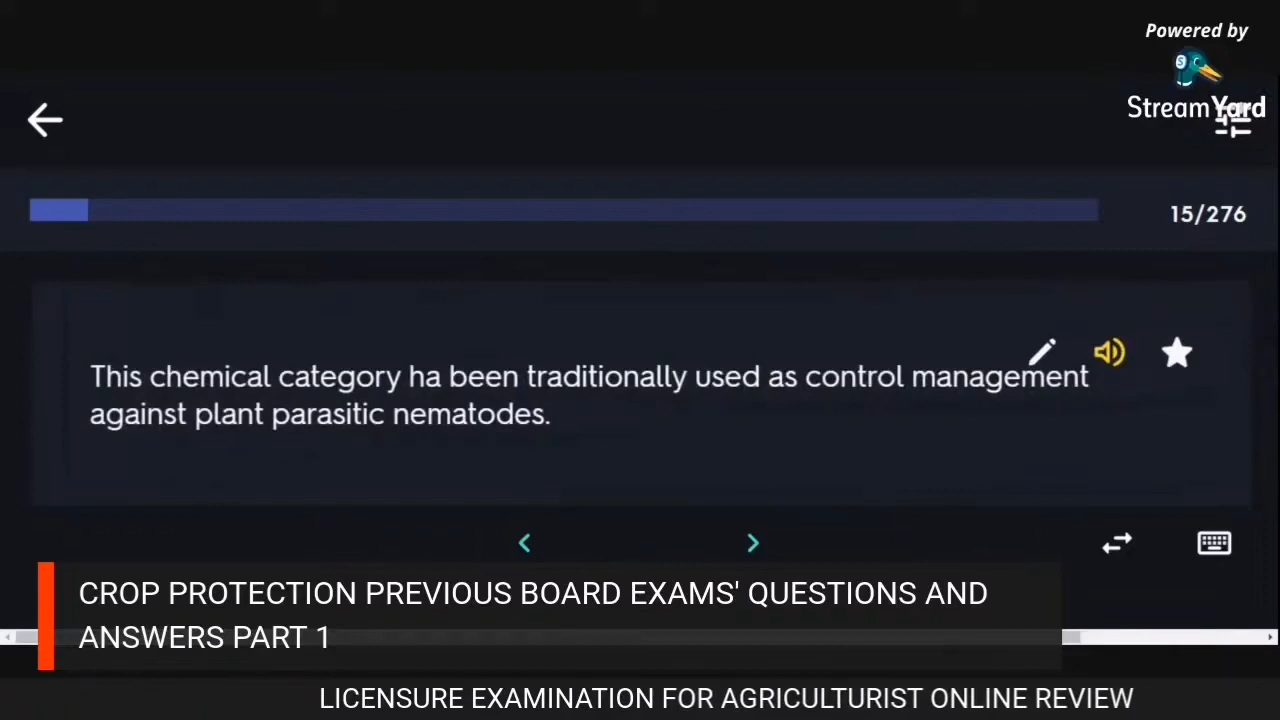 Powered by
StreamYard
15/276
This chemical category ha been traditionally used as control management
against plant parasitic nematodes.
CROP PROTECTION PREVIOUS BOARD EXAMS' QUESTIONS AND
ANSWERS PART 1
LICENSURE EXAMINATION FOR AGRICULTURIST ONLINE REVIEW